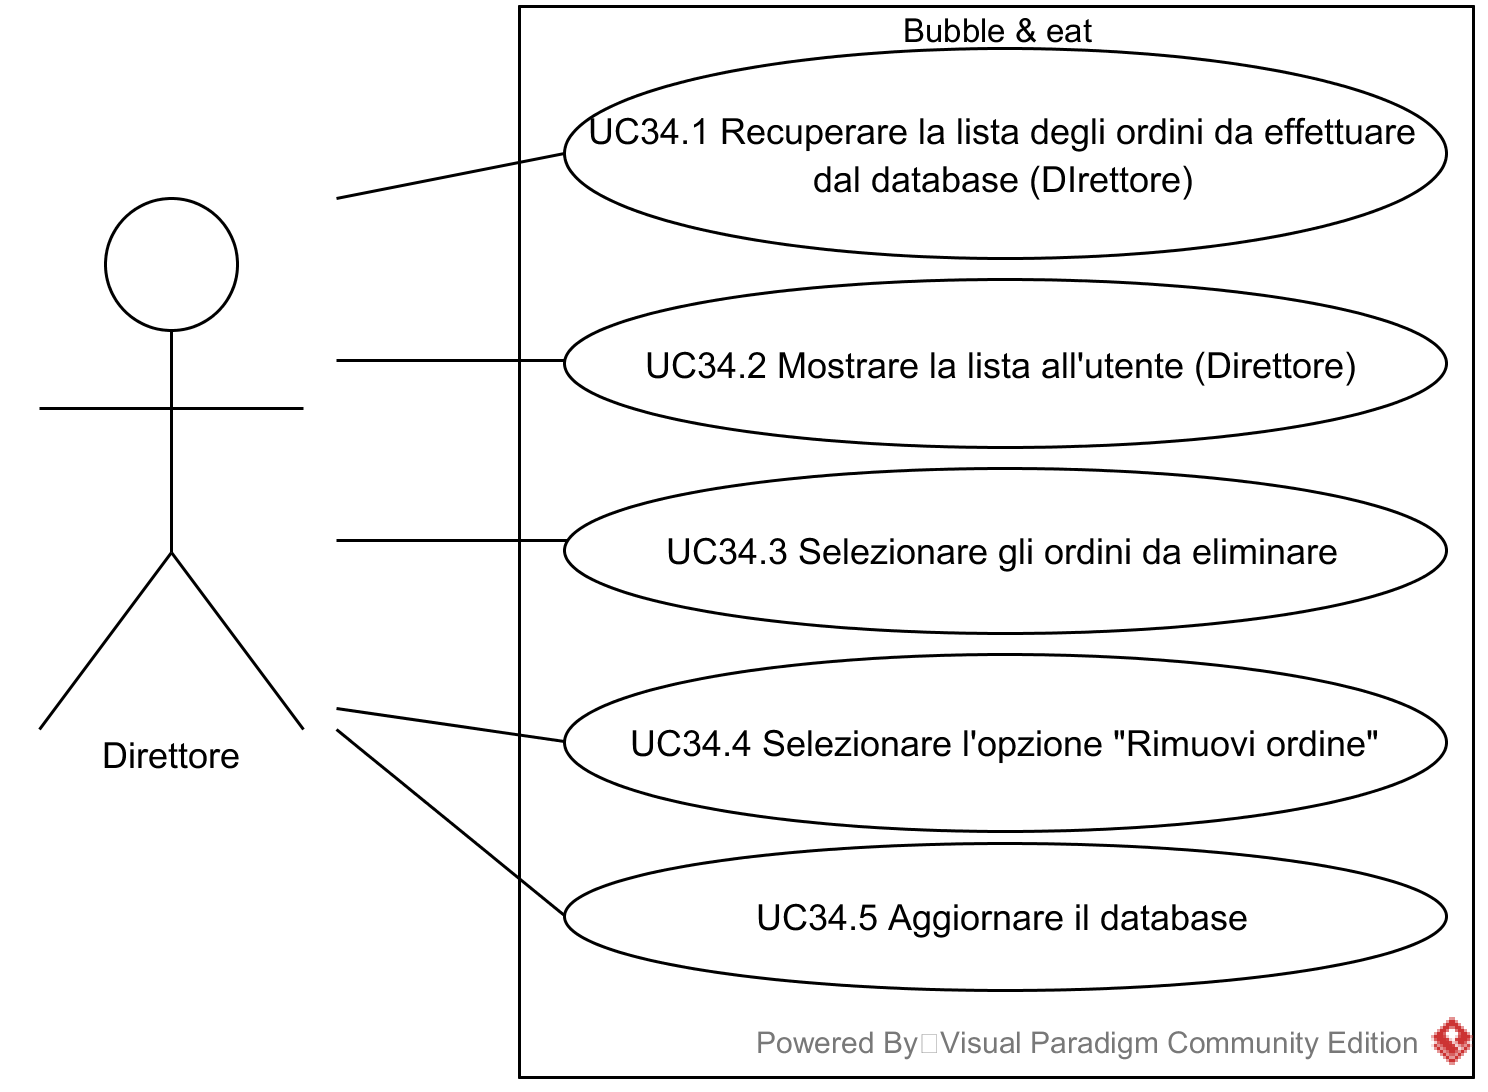 Bubble & eat
UC34.1 Recuperare la lista degli ordini da effettuare
dal database (DIrettore)
UC34.2 Mostrare la lista all'utente (Direttore)
UC34.3 Selezionare gli ordini da eliminare
UC34.4 Selezionare l'opzione "Rimuovi ordine"
Direttore
UC34.5 Aggiornare il database
Powered By Visual Paradigm Community Edition